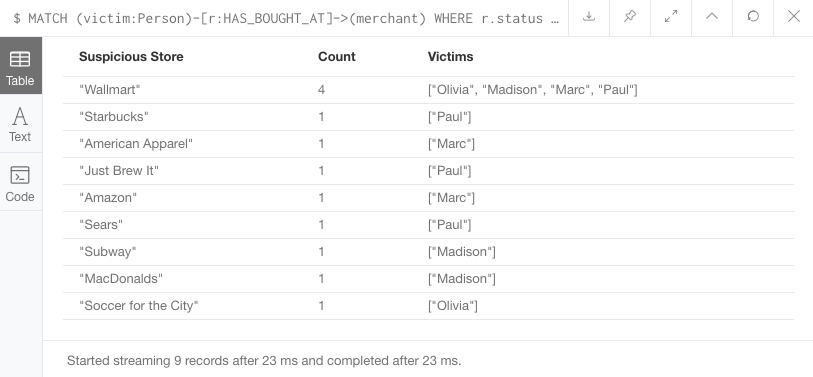 $ MATCH (victim:Person)-[r:HAS_BOUGHT_AT]->(merchant) WHERE r.status …
Table
Text
Code
Suspicious Store Count Victims
"Wallmart" 4 ["Olivia", "Madison", "Marc", "Paul"]
"Starbucks" 1 ["Paul"]
"American Apparel" 1 ["Marc"]
"Just Brew It" 1 ["Paul"]
"Amazon" 1 ["Marc"]
"Sears" 1 ["Paul"]
"Subway" 1 ["Madison"]
"MacDonalds" 1 ["Madison"]
"Soccer for the City" 1 ["Olivia"]
Started streaming 9 records after 23 ms and completed after 23 ms.